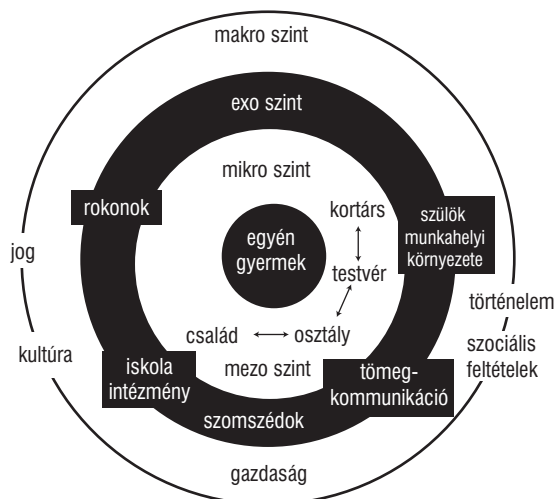 makro szint
exo szint
mikro szint
rokonok
kortárs
szülök
munkahelyi
környezete
egyén
gyermek
jog
testvér
történelem
család
osztály
kultúra
szociális
feltételek
mezo szint
iskola
intézmény
tömeg-
kommunikáció
szomszédok
gazdaság